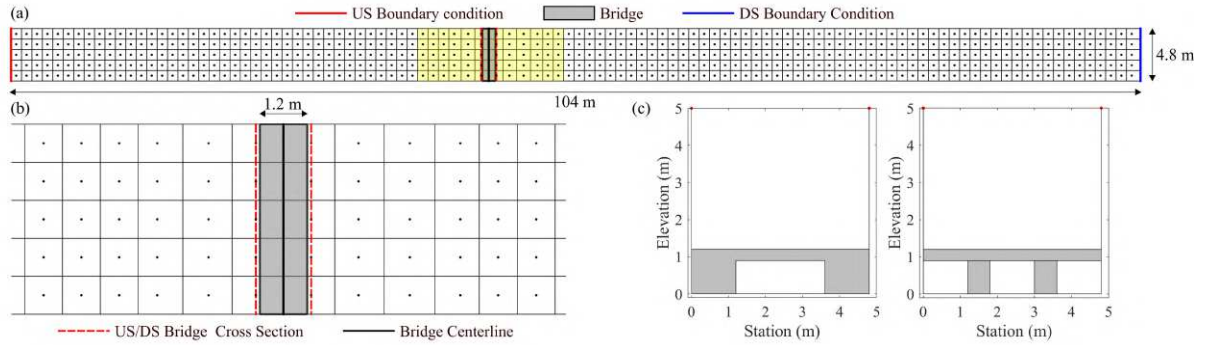 (a) US Boundary condition Bridge DS Boundary Condition
4.8 m
104 m
(b) 1.2 m (c)
5 5
4 4
3 3
2 2
1 1
0 0
Elevation (m) Elevation (m)
0 1 2 3 4 5 0 1 2 3 4 5
Station (m) Station (m)
US/DS Bridge Cross Section Bridge Centerline